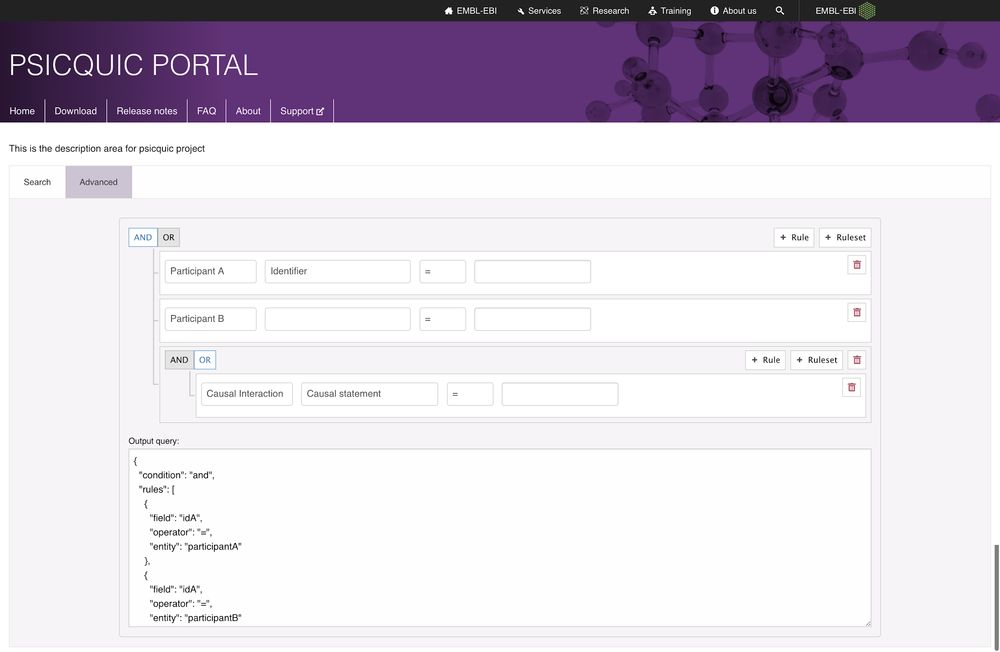 EMBL-EBI Services Research Training About us EMBL-EBI
PSICQUIC PORTAL
Home Download Release notes FAQ About Support
This is the description area for psicquic project
Search Advanced
AND OR + Rule + Ruleset
Participant A Identifier =
Participant B =
AND OR + Rule + Ruleset
Causal Interaction Causal statement =
Output query:
{
"condition": "and",
"rules": [
{
"field": "idA",
"operator": "=",
"entity": "participantA"
},
{
"field": "idA",
"operator": "=",
"entity": "participantB"